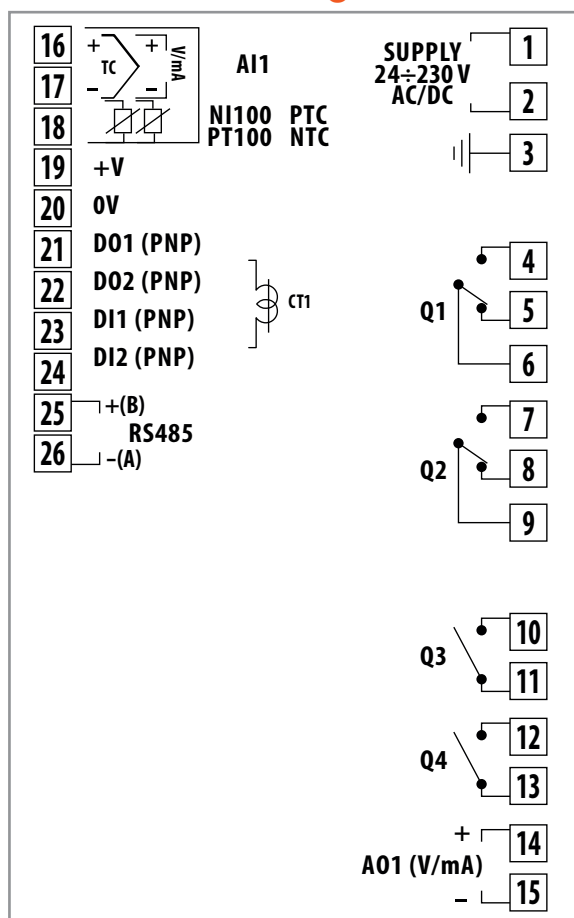 16
+ + V/mA
TC
AI1
17
- -
18
NI100 PTC
PT100 NTC
19 +V
20 0V
21 DO1 (PNP)
22 DO2 (PNP)
23 DI1 (PNP)
24 DI2 (PNP)
CT1
25 +(B)
RS485
26 -(A)
SUPPLY
24÷230 V
AC/DC
1
2
3
4
Q1 5
6
7
Q2 8
9
10
Q3
11
12
Q4
13
+ 14
AO1 (V/mA)
- 15